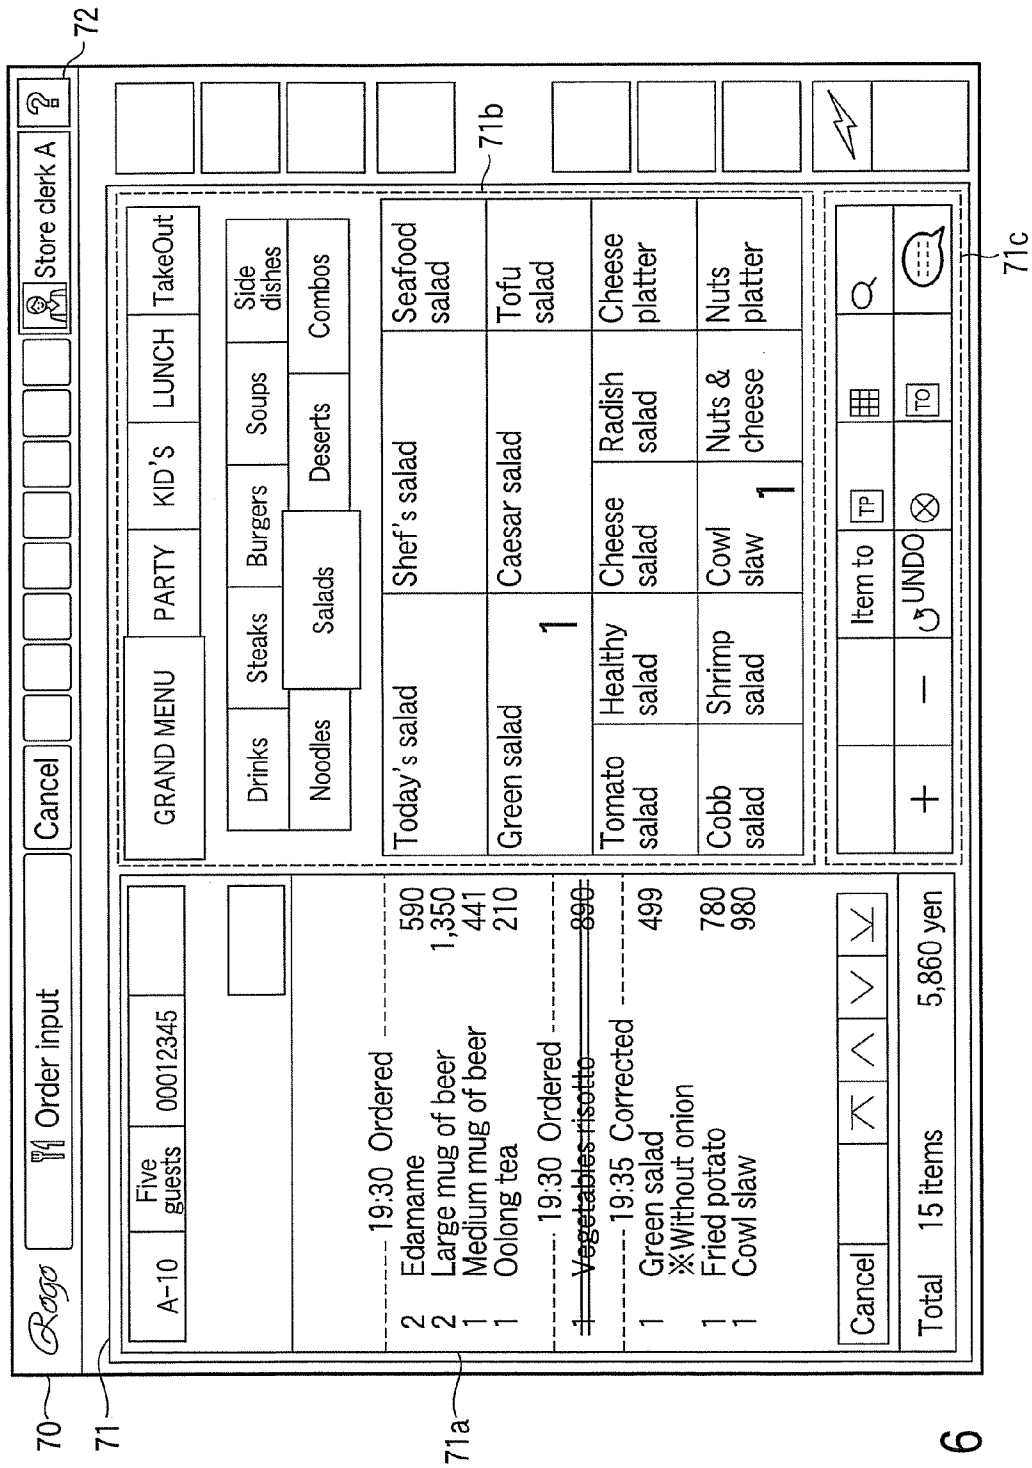 70
Rogo
Order input
Cancel
Store clerk A
?
72
71
A-10
Five guests
00012345
19:30 Ordered
2 Edamame 590
2 Large mug of beer 1,350
1 Medium mug of beer 441
1 Oolong tea 210
19:30 Ordered
1 Vegetables risotto 890
19:35 Corrected
1 Green salad 499
※Without onion
1 Fried potato 780
1 Cowl slaw 980
Cancel
Total 15 items 5,860 yen
71a
GRAND MENU
PARTY
KID'S
LUNCH
TakeOut
Drinks
Steaks
Burgers
Soups
Side dishes
Noodles
Salads
Deserts
Combos
Today's salad
Shef's salad
Seafood salad
Green salad 1
Caesar salad
Tofu salad
Tomato salad
Healthy salad
Cheese salad
Radish salad
Cheese platter
Cobb salad
Shrimp salad
Cowl slaw 1
Nuts & cheese
Nuts platter
71b
Item to
TP
+
−
UNDO
TO
71c
6